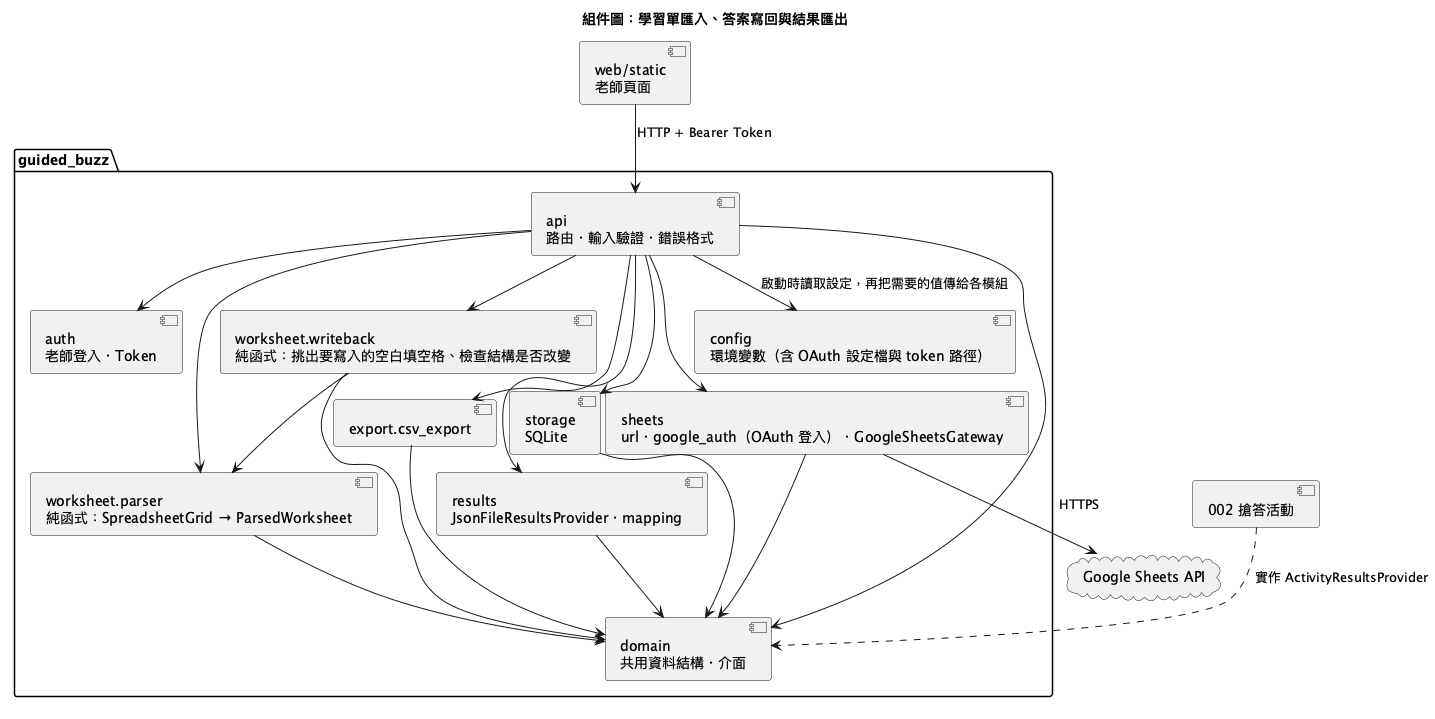 組件圖：學習單匯入、答案寫回與結果匯出
web/static
老師頁面
HTTP + Bearer Token
guided_buzz
api
路由．輸入驗證．錯誤格式
啟動時讀取設定，再把需要的值傳給各模組
auth
老師登入．Token
worksheet.writeback
純函式：挑出要寫入的空白填空格、檢查結構是否改變
config
環境變數（含 OAuth 設定檔與 token 路徑）
export.csv_export
storage
SQLite
sheets
url．google_auth（OAuth 登入）．GoogleSheetsGateway
worksheet.parser
純函式：SpreadsheetGrid → ParsedWorksheet
results
JsonFileResultsProvider．mapping
HTTPS
002 搶答活動
Google Sheets API
實作 ActivityResultsProvider
domain
共用資料結構．介面